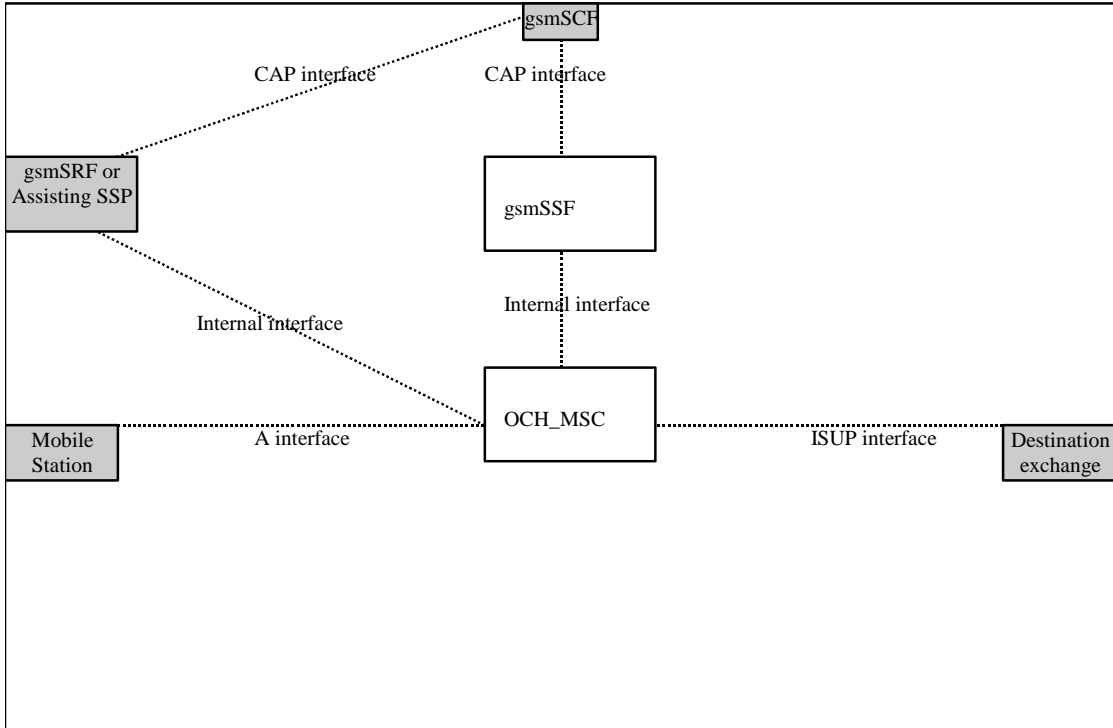 gsmSCF
CAP interface
CAP interface
gsmSRF or
Assisting SSP
gsmSSF
Internal interface
Internal interface
OCH_MSC
Mobile
Station
A interface
ISUP interface
Destination
exchange